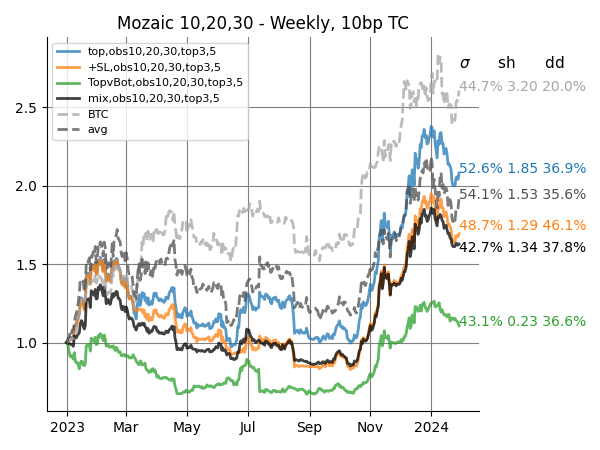 Mozaic 10,20,30 - Weekly, 10bp TC
top,obs10,20,30,top3,5
+SL,obs10,20,30,top3,5
TopvBot,obs10,20,30,top3,5
mix,obs10,20,30,top3,5
BTC
avg
σ sh dd
44.7% 3.20 20.0%
52.6% 1.85 36.9%
54.1% 1.53 35.6%
48.7% 1.29 46.1%
42.7% 1.34 37.8%
43.1% 0.23 36.6%
2.5
2.0
1.5
1.0
2023 Mar May Jul Sep Nov 2024